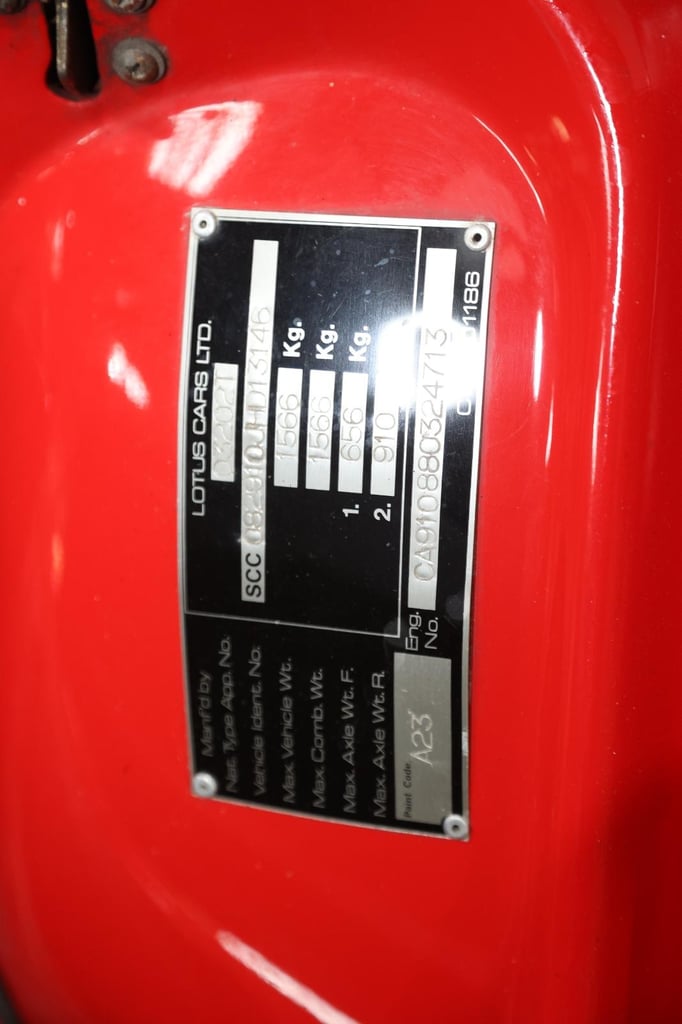 Manf'd by LOTUS CARS LTD.
Nat. Type App. No.
Vehicle Ident. No. SCC 082910JHD13146
Max. Vehicle Wt. 1566 Kg.
Max. Comb. Wt. 1566 Kg.
Max. Axle Wt. F. 1. 656 Kg.
Max. Axle Wt. R. 2. 910
Paint Code A23
Eng. No. CA910880324713
1186